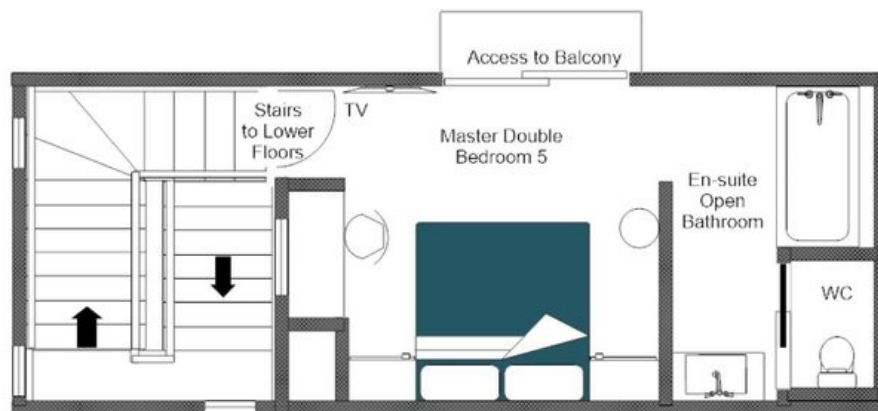 Access to Balcony
Stairs
to Lower
Floors
TV
Master Double
Bedroom 5
En-suite
Open
Bathroom
WC